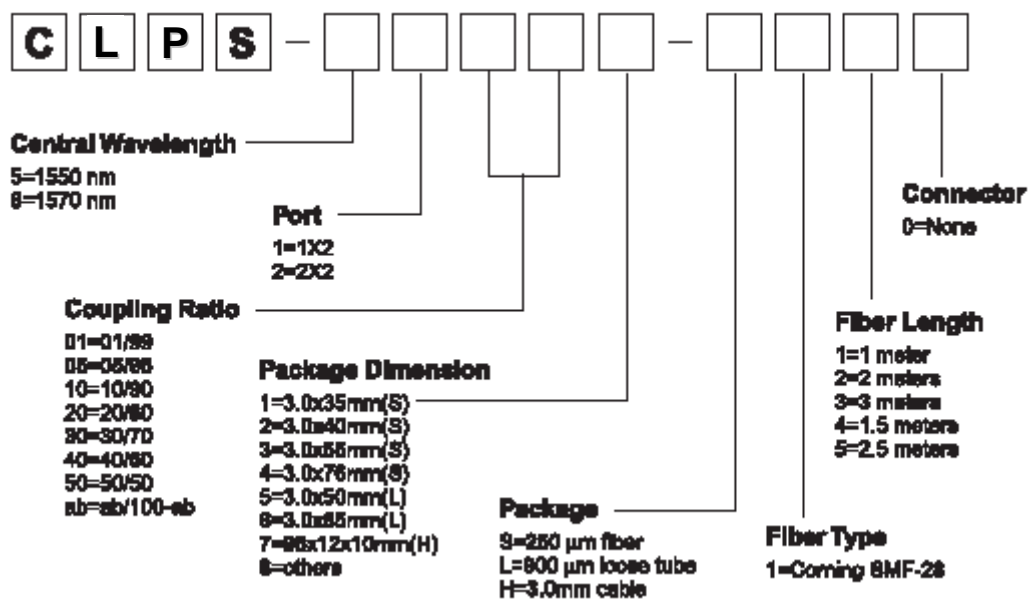 C L P S
Central Wavelength
5=1550 nm
6=1570 nm
Port
1=1X2
2=2X2
Coupling Ratio
01=01/99
05=05/95
10=10/90
20=20/80
30=30/70
40=40/60
50=50/50
ab=ab/100-ab
Package Dimension
1=3.0x35mm(S)
2=3.0x40mm(S)
3=3.0x55mm(S)
4=3.0x76mm(S)
5=3.0x50mm(L)
6=3.0x65mm(L)
7=95x12x10mm(H)
=others
Package
S=250 µm fiber
L=900 µm loose tube
H=3.0mm cable
Fiber Type
1=Corning SMF-28
Fiber Length
1=1 meter
2=2 meters
3=3 meters
4=1.5 meters
5=2.5 meters
Connector
0=None